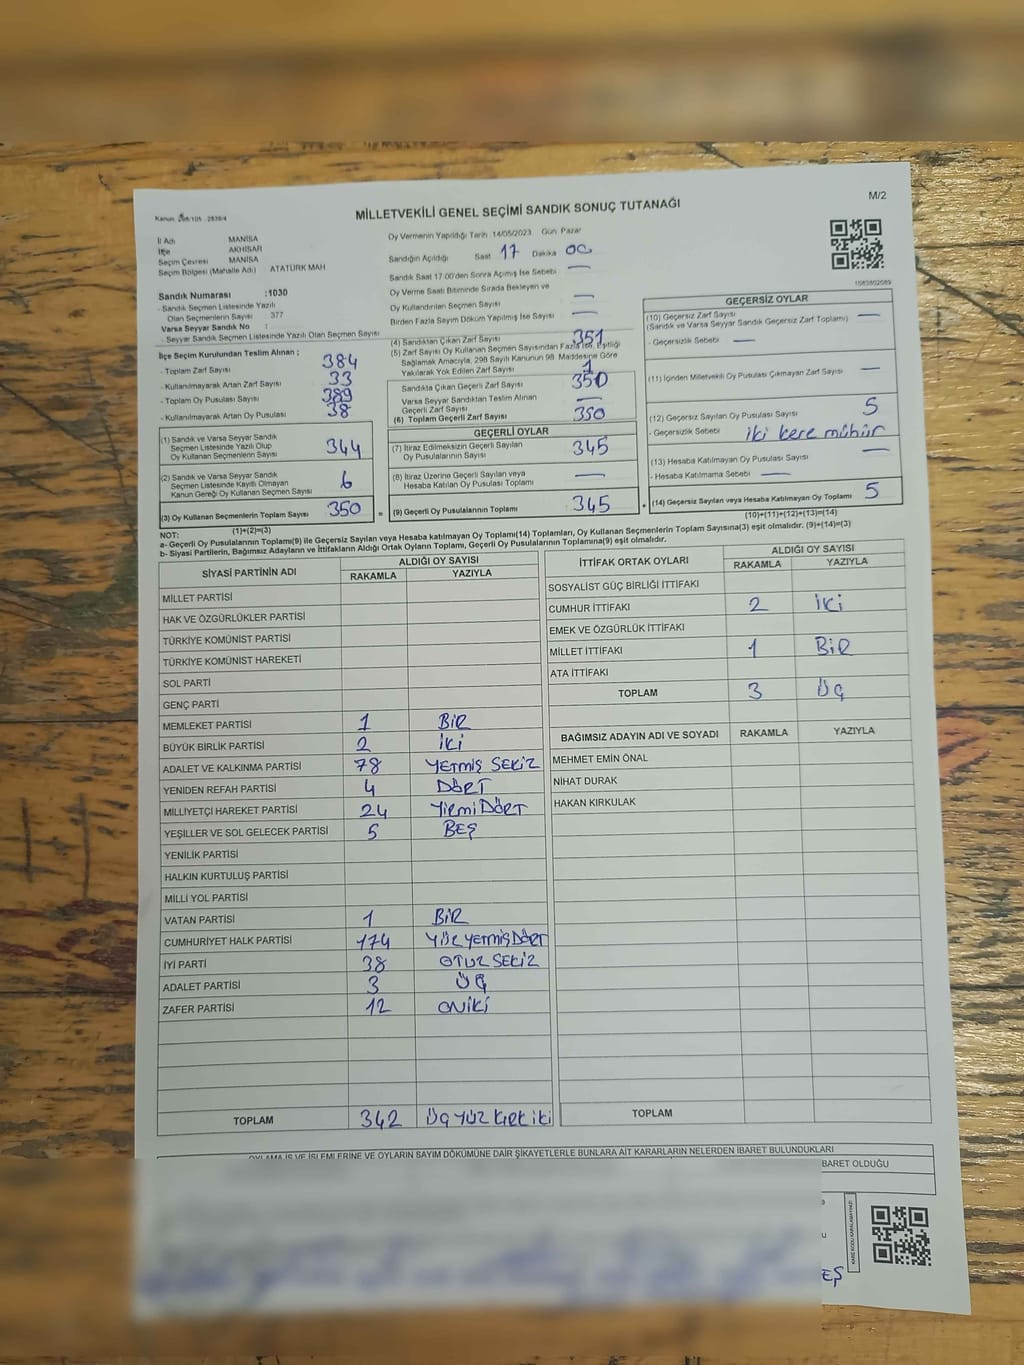 M/2
MİLLETVEKİLİ GENEL SEÇİMİ SANDIK SONUÇ TUTANAĞI
İl Adı MANİSA
İlçe AKHİSAR
Seçim Çevresi MANİSA
Seçim Bölgesi (Mahalle Adı) ATATÜRK MAH
Sandık Numarası :1030
- Sandık Seçmen Listesinde Yazılı
Olan Seçmenlerin Sayısı 377
Varsa Seyyar Sandık No
- Seyyar Sandık Seçmen Listesinde Yazılı Olan Seçmen Sayısı
Oy Vermenin Yapıldığı Tarih 14/05/2023 Gün Pazar
Sandığın Açıldığı Saat 17 Dakika 00
Sandık Saat 17:00'den Sonra Açılmış İse Sebebi —
Oy Verme Saati Bitiminde Sırada Bekleyen ve
Oy Kullandırılan Seçmen Sayısı —
Birden Fazla Sayım Döküm Yapılmış İse Sayısı —
İlçe Seçim Kurulundan Teslim Alınan ;
- Toplam Zarf Sayısı 384
- Kullanılmayarak Artan Zarf Sayısı 33
- Toplam Oy Pusulası Sayısı 389
- Kullanılmayarak Artan Oy Pusulası 38
(4) Sandıktan Çıkan Zarf Sayısı 351
(5) Zarf Sayısı Oy Kullanan Seçmen Sayısından Fazla ise, Eşitliği
Sağlamak Amacıyla, 298 Sayılı Kanunun 98. Maddesine Göre
Yakılarak Yok Edilen Zarf Sayısı 1
Sandıkta Çıkan Geçerli Zarf Sayısı 350
Varsa Seyyar Sandıktan Teslim Alınan
Geçerli Zarf Sayısı —
(6) Toplam Geçerli Zarf Sayısı 350
(1) Sandık ve Varsa Seyyar Sandık
Seçmen Listesinde Yazılı Olup
Oy Kullanan Seçmenlerin Sayısı 344
(2) Sandık ve Varsa Seyyar Sandık
Seçmen Listesinde Kayıtlı Olmayan
Kanun Gereği Oy Kullanan Seçmen Sayısı 6
(3) Oy Kullanan Seçmenlerin Toplam Sayısı 350
(1)+(2)=(3)
GEÇERLİ OYLAR
(7) İtiraz Edilmeksizin Geçerli Sayılan
Oy Pusulalarının Sayısı 345
(8) İtiraz Üzerine Geçerli Sayılan veya
Hesaba Katılan Oy Pusulası Toplamı —
(9) Geçerli Oy Pusulalarının Toplamı 345
GEÇERSİZ OYLAR
(10) Geçersiz Zarf Sayısı —
(Sandık ve Varsa Seyyar Sandık Geçersiz Zarf Toplamı)
- Geçersizlik Sebebi —
(11) İçinden Milletvekili Oy Pusulası Çıkmayan Zarf Sayısı —
(12) Geçersiz Sayılan Oy Pusulası Sayısı 5
- Geçersizlik Sebebi iki kere mühür
(13) Hesaba Katılmayan Oy Pusulası Sayısı —
- Hesaba Katılmama Sebebi —
(14) Geçersiz Sayılan veya Hesaba Katılmayan Oy Toplamı 5
(10)+(11)+(12)+(13)=(14)
NOT:
a- Geçerli Oy Pusulalarının Toplamı(9) ile Geçersiz Sayılan veya Hesaba katılmayan Oy Toplamı(14) Toplamları, Oy Kullanan Seçmenlerin Toplam Sayısına(3) eşit olmalıdır. (9)+(14)=(3)
b- Siyasi Partilerin, Bağımsız Adayların ve İttifakların Aldığı Ortak Oyların Toplamı, Geçerli Oy Pusulalarının Toplamına(9) eşit olmalıdır.
SİYASİ PARTİNİN ADI ALDIĞI OY SAYISI
RAKAMLA YAZIYLA
MİLLET PARTİSİ
HAK VE ÖZGÜRLÜKLER PARTİSİ
TÜRKİYE KOMÜNİST PARTİSİ
TÜRKİYE KOMÜNİST HAREKETİ
SOL PARTİ
GENÇ PARTİ
MEMLEKET PARTİSİ 1 BİR
BÜYÜK BİRLİK PARTİSİ 2 İKİ
ADALET VE KALKINMA PARTİSİ 78 YETMİŞ SEKİZ
YENİDEN REFAH PARTİSİ 4 DÖRT
MİLLİYETÇİ HAREKET PARTİSİ 24 YİRMİDÖRT
YEŞİLLER VE SOL GELECEK PARTİSİ 5 BEŞ
YENİLİK PARTİSİ
HALKIN KURTULUŞ PARTİSİ
MİLLİ YOL PARTİSİ
VATAN PARTİSİ 1 BİR
CUMHURİYET HALK PARTİSİ 174 YÜZ YETMİŞDÖRT
İYİ PARTİ 38 OTUZ SEKİZ
ADALET PARTİSİ 3 ÜÇ
ZAFER PARTİSİ 12 ONİKİ
TOPLAM 342 ÜÇ YÜZ KIRK İKİ
İTTİFAK ORTAK OYLARI ALDIĞI OY SAYISI
RAKAMLA YAZIYLA
SOSYALİST GÜÇ BİRLİĞİ İTTİFAKI
CUMHUR İTTİFAKI 2 İKİ
EMEK VE ÖZGÜRLÜK İTTİFAKI
MİLLET İTTİFAKI 1 BİR
ATA İTTİFAKI
TOPLAM 3 ÜÇ
BAĞIMSIZ ADAYIN ADI VE SOYADI RAKAMLA YAZIYLA
MEHMET EMİN ÖNAL
NİHAT DURAK
HAKAN KIRKULAK
TOPLAM
OYLAMA İŞ VE İŞLEMLERİNE VE OYLARIN SAYIM DÖKÜMÜNE DAİR ŞİKAYETLERLE BUNLARA AİT KARARLARIN NELERDEN İBARET BULUNDUKLARI
BARET OLDUĞU
EŞ